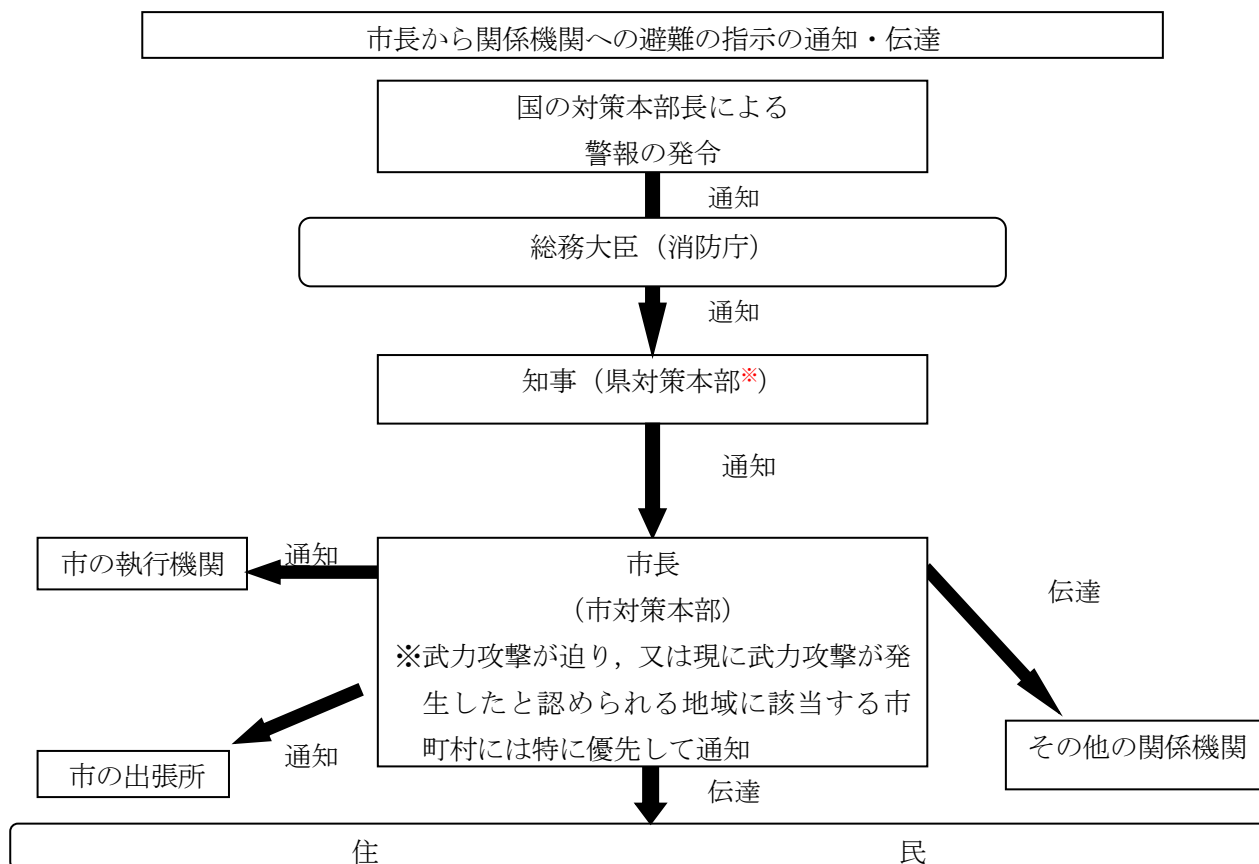 市長から関係機関への避難の指示の通知・伝達
国の対策本部長による
警報の発令
通知
総務大臣（消防庁）
通知
知事（県対策本部※）
通知
市の執行機関
通知
市長
（市対策本部）
※武力攻撃が迫り，又は現に武力攻撃が発
生したと認められる地域に該当する市
町村には特に優先して通知
伝達
市の出張所
通知
その他の関係機関
伝達
住民